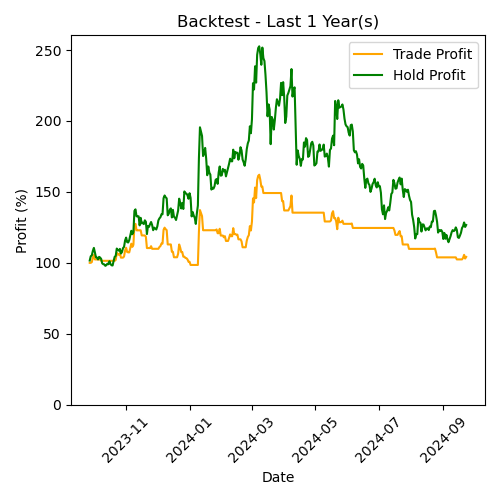 Backtest - Last 1 Year(s)
Trade Profit
Hold Profit
Profit (%)
250
200
150
100
50
0
2023-11
2024-01
2024-03
2024-05
2024-07
2024-09
Date